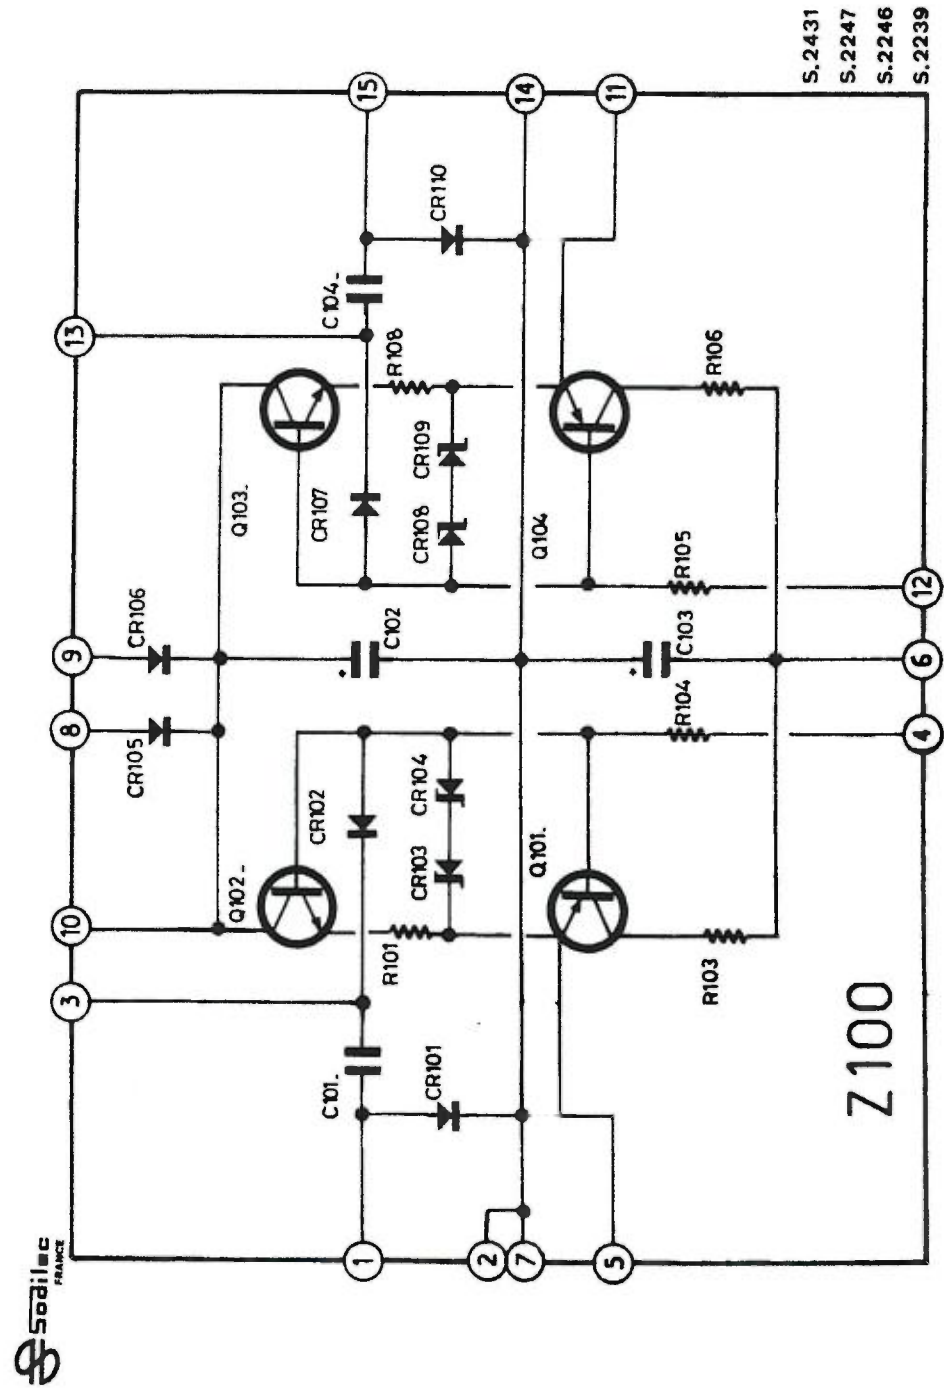 S.2431
S.2247
S.2246
S.2239
15
14
11
CR110
13
C104
R108
R106
Q103
CR107
CR109
CR108
Q104
R105
12
9
CR106
C102
C103
6
8
CR105
R104
4
CR102
CR104
CR103
Q101
10
Q102
R101
R103
3
C101
CR101
Z100
1
2
7
5
Sodilec
FRANCE